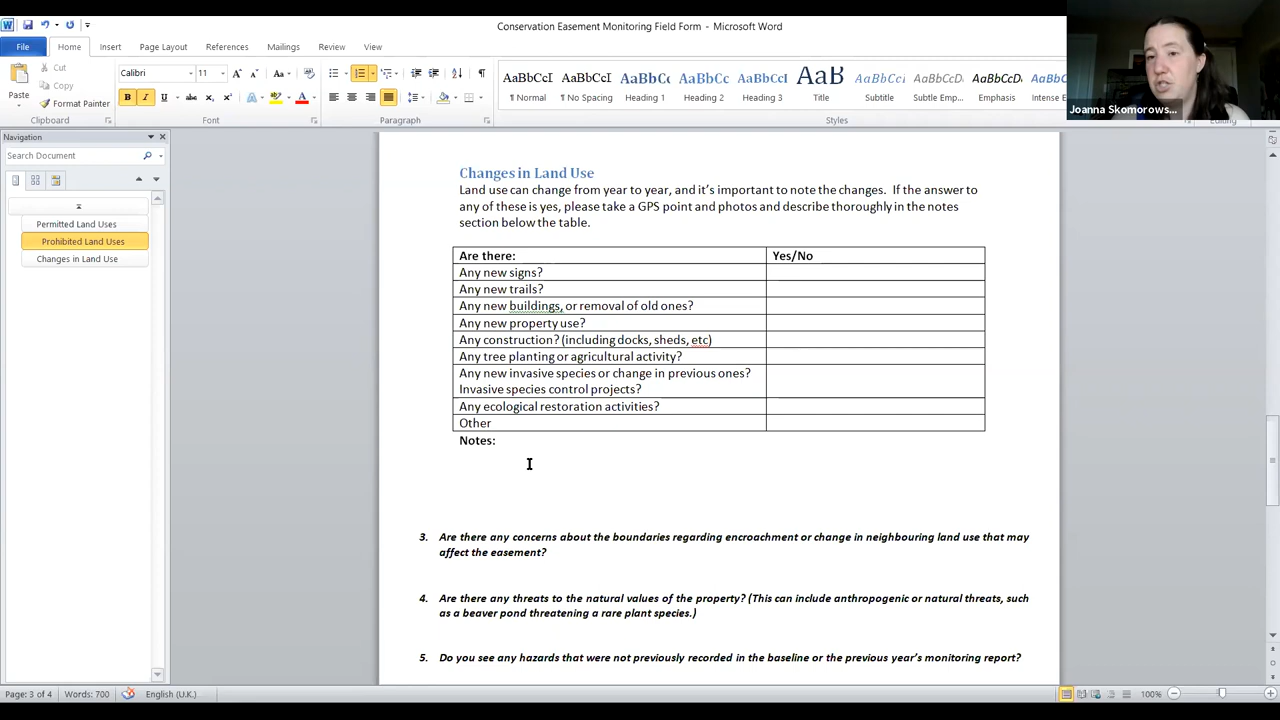 Conservation Easement Monitoring Field Form - Microsoft Word
File Home Insert Page Layout References Mailings Review View
Cut
Copy
Paste
Format Painter
Calibri 11
AaBbCcI AaBbCcI AaBbCc AaBbCc AaBbCcI AaB AaBbCcI AaBbCcI AaBbCcI AaBbCcI
¶ Normal ¶ No Spacing Heading 1 Heading 2 Heading 3 Title Subtitle Subtle Emp... Emphasis Intense E
Clipboard Font Paragraph Styles Editing
Joanna Skomorows...
Navigation
Search Document
Permitted Land Uses
Prohibited Land Uses
Changes in Land Use
Changes in Land Use
Land use can change from year to year, and it's important to note the changes. If the answer to
any of these is yes, please take a GPS point and photos and describe thoroughly in the notes
section below the table.
Are there: Yes/No
Any new signs?
Any new trails?
Any new buildings, or removal of old ones?
Any new property use?
Any construction? (including docks, sheds, etc)
Any tree planting or agricultural activity?
Any new invasive species or change in previous ones?
Invasive species control projects?
Any ecological restoration activities?
Other
Notes:
3. Are there any concerns about the boundaries regarding encroachment or change in neighbouring land use that may
affect the easement?
4. Are there any threats to the natural values of the property? (This can include anthropogenic or natural threats, such
as a beaver pond threatening a rare plant species.)
5. Do you see any hazards that were not previously recorded in the baseline or the previous year's monitoring report?
Page: 3 of 4 Words: 700 English (U.K.) 100%